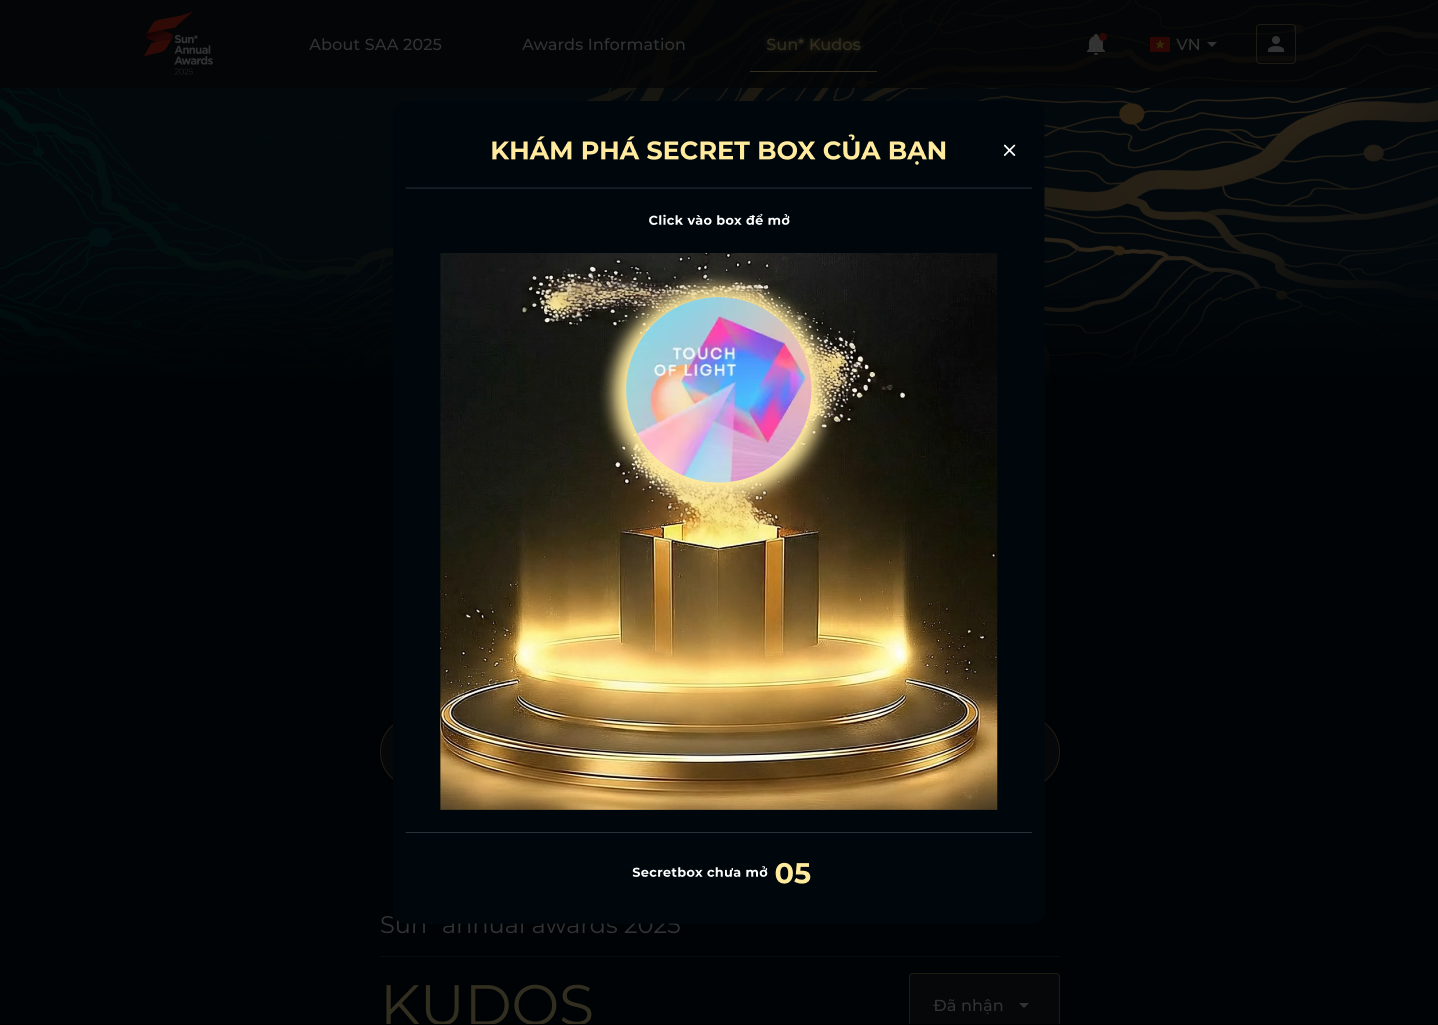 Sun*
Annual
Awards
2025
About SAA 2025
Awards Information
Sun* Kudos
VN
KHÁM PHÁ SECRET BOX CỦA BẠN
Click vào box để mở
TOUCH
OF LIGHT
Secretbox chưa mở 05
Sun* annual awards 2025
KUDOS
Đã nhận